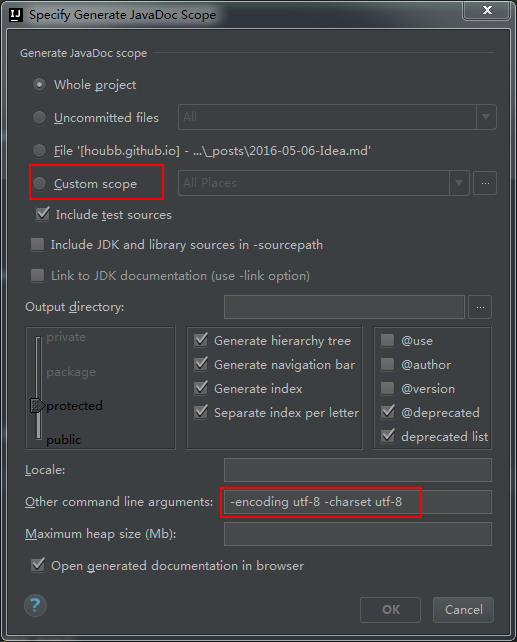 Specify Generate JavaDoc Scope
Generate JavaDoc scope
Whole project
Uncommitted files All
File '[houbb.github.io] - ...\_posts\2016-05-06-Idea.md'
Custom scope All Places ...
Include test sources
Include JDK and library sources in -sourcepath
Link to JDK documentation (use -link option)
Output directory: ...
private
package
protected
public
Generate hierarchy tree
Generate navigation bar
Generate index
Separate index per letter
@use
@author
@version
@deprecated
deprecated list
Locale:
Other command line arguments: -encoding utf-8 -charset utf-8
Maximum heap size (Mb):
Open generated documentation in browser
? OK Cancel